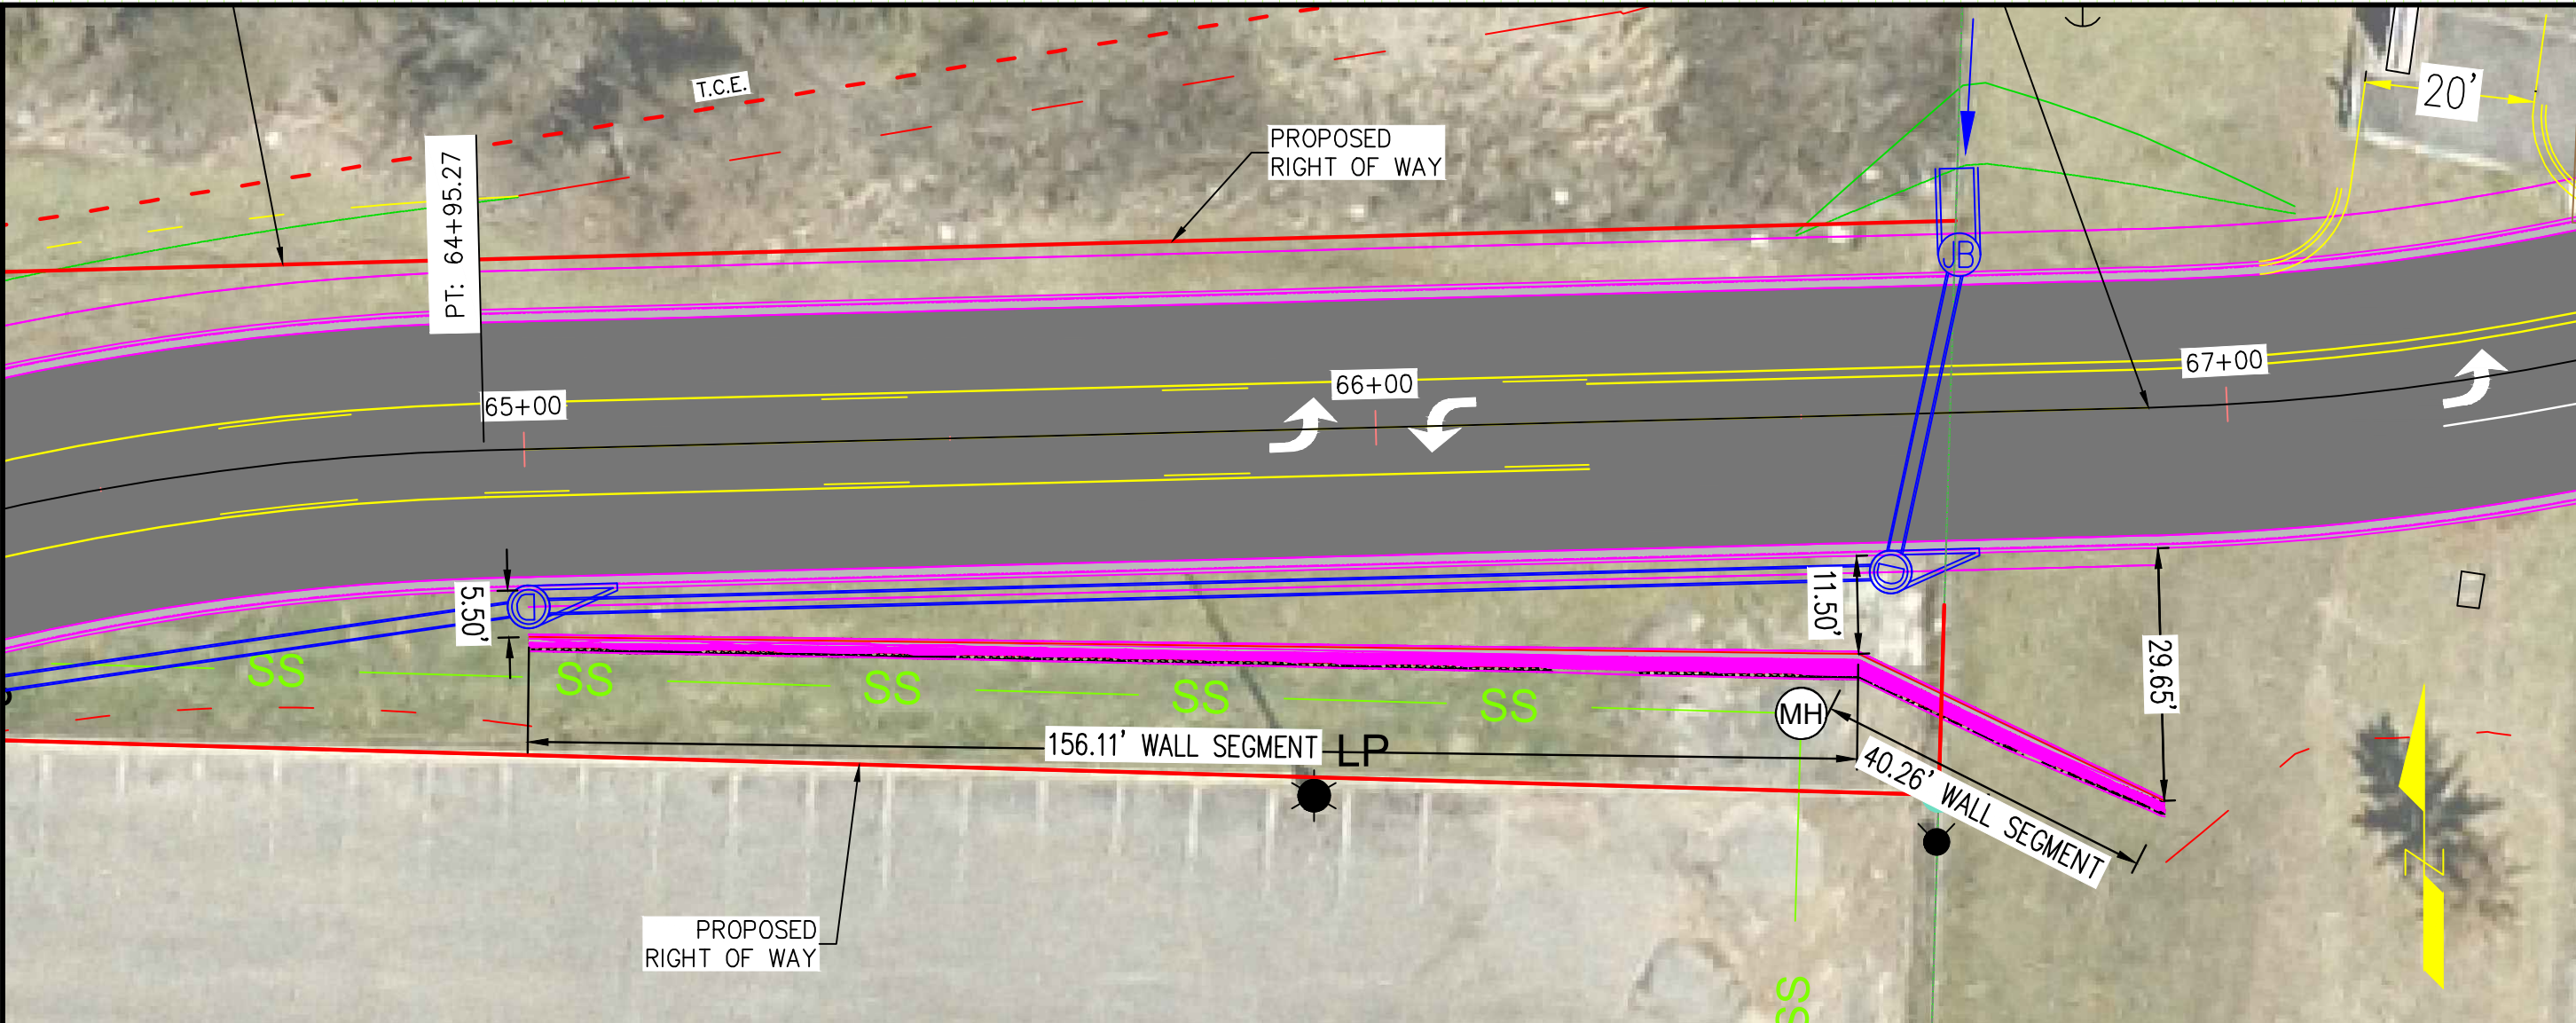 T.C.E.
20'
PROPOSED
RIGHT OF WAY
PT: 64+95.27
JB
65+00
66+00
67+00
5.50'
D
11.50'
D
29.65'
SS
SS
SS
SS
SS
MH
156.11' WALL SEGMENT
LP
40.26' WALL SEGMENT
N
PROPOSED
RIGHT OF WAY
SS